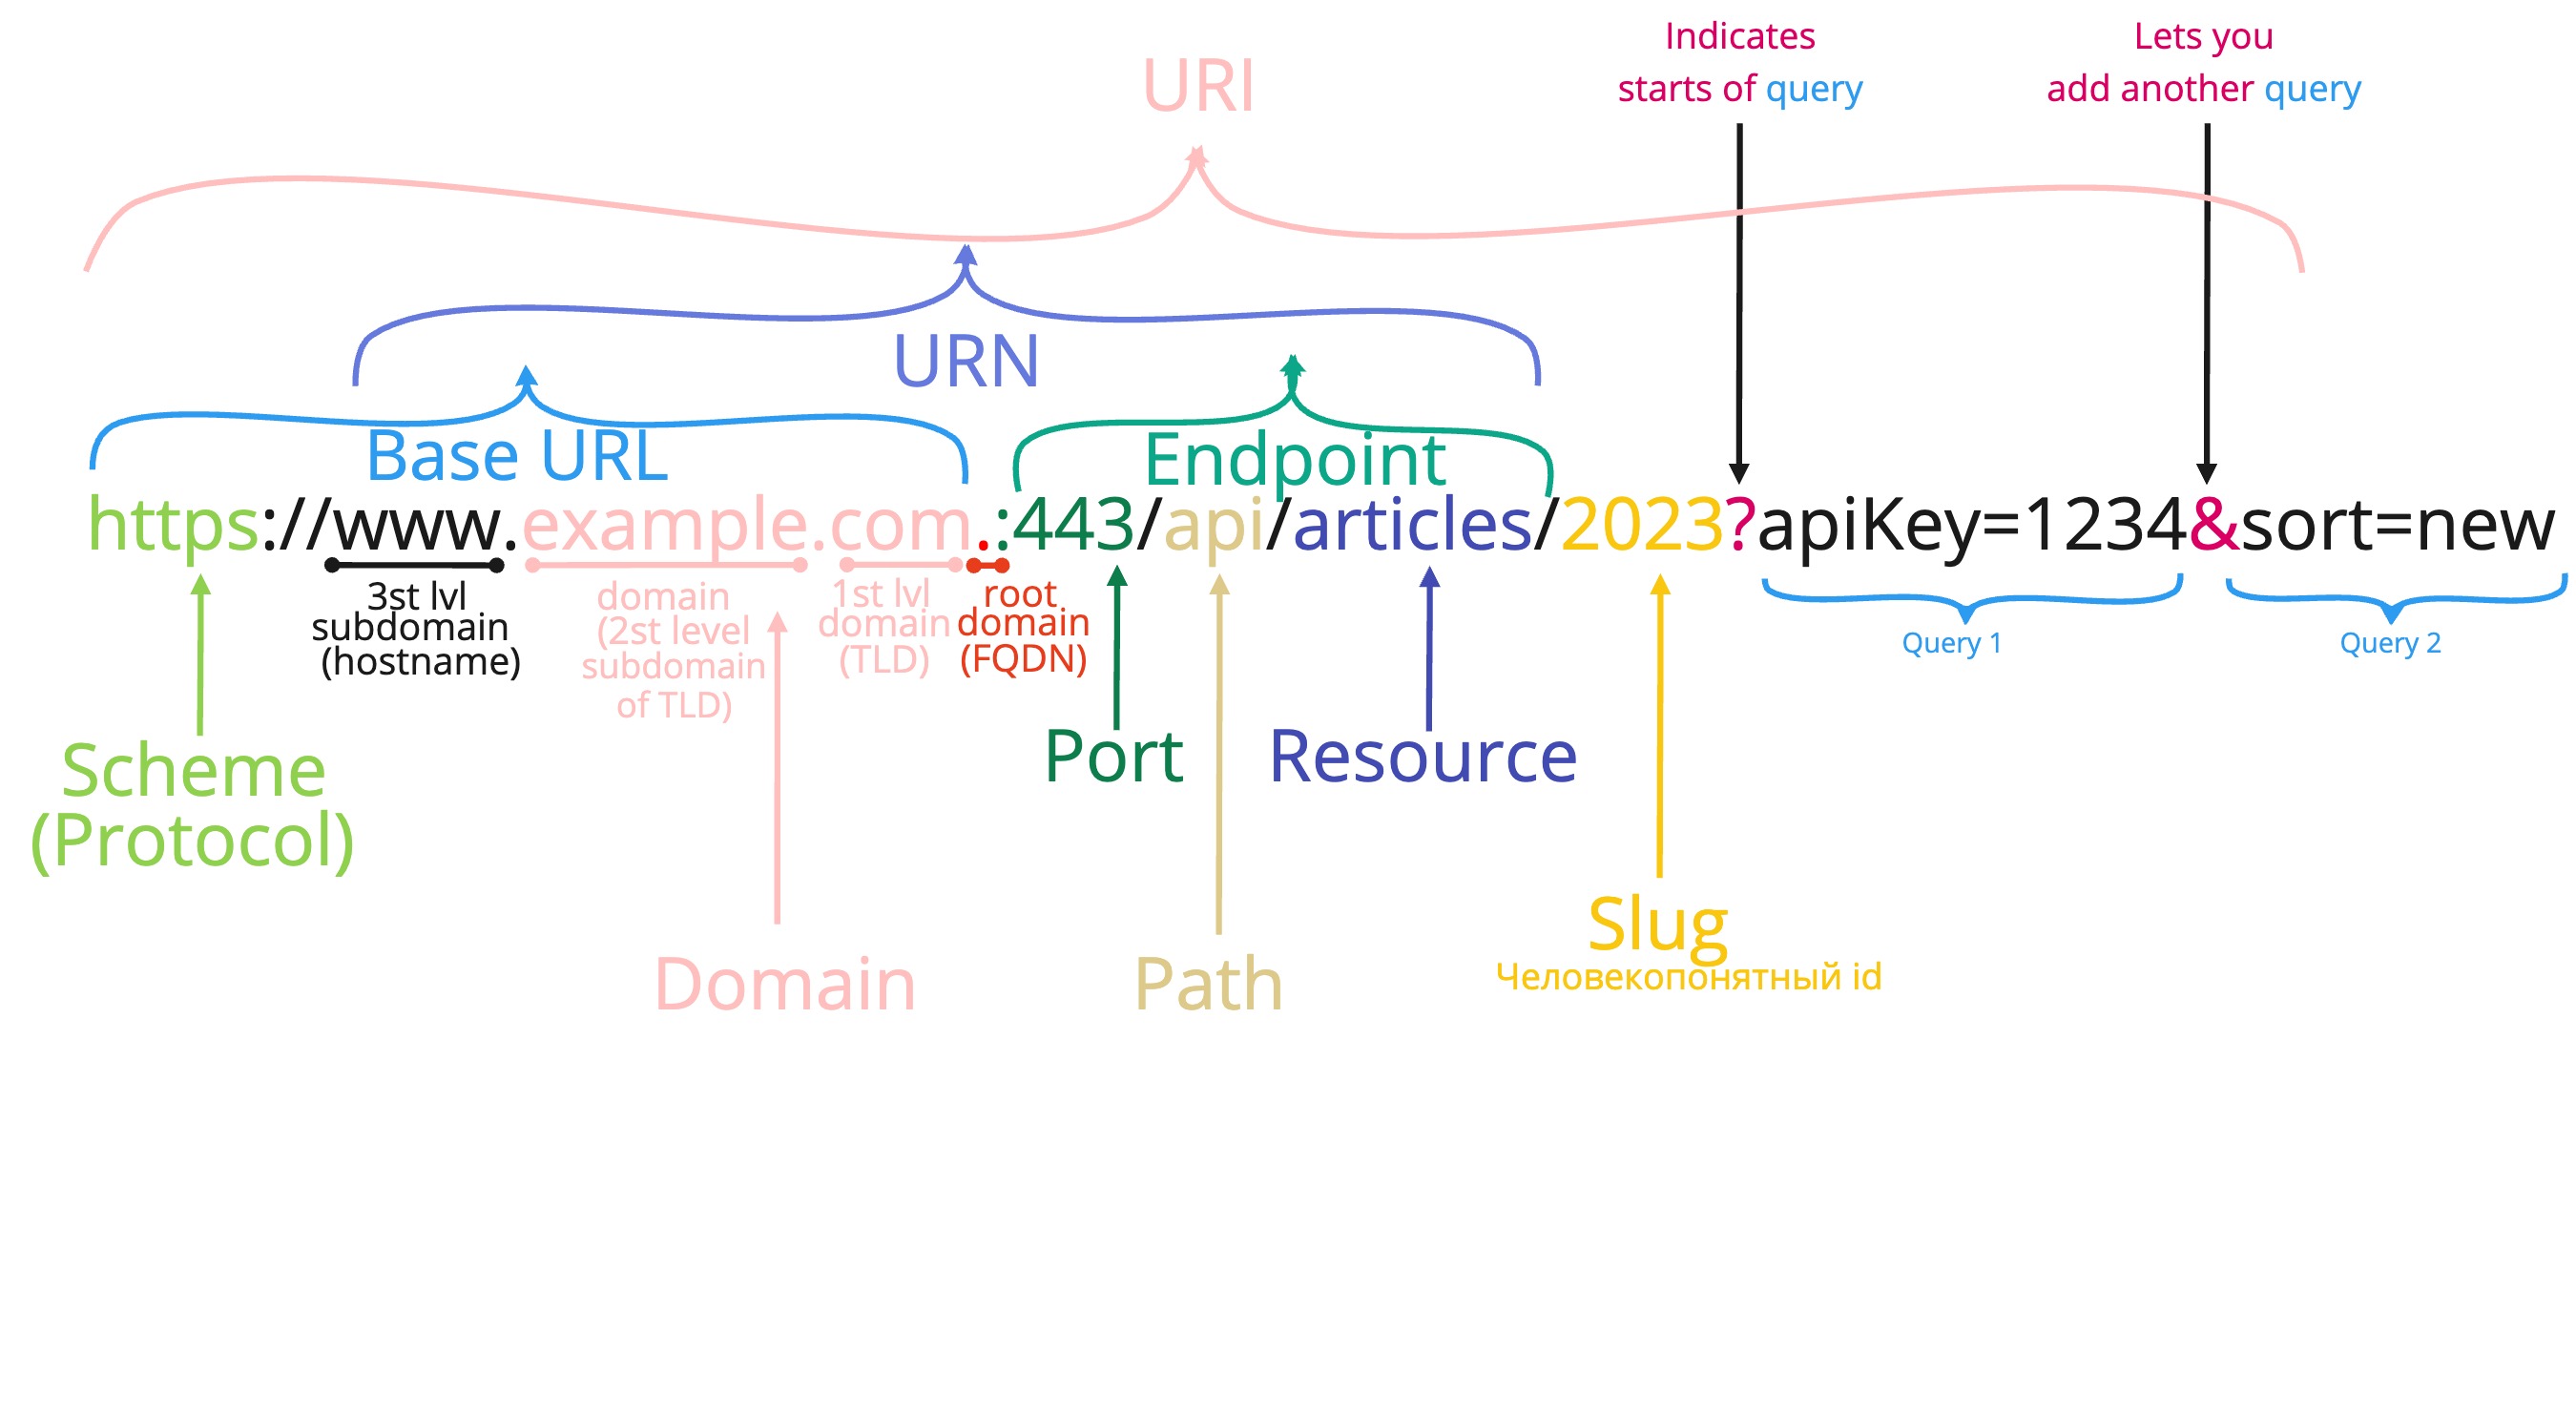 URI
Indicates
starts of query
Lets you
add another query
URN
Base URL
Endpoint
https://www.example.com.:443/api/articles/2023?apiKey=1234&sort=new
3st lvl
subdomain
(hostname)
domain
(2st level
subdomain
of TLD)
1st lvl
domain
(TLD)
root
domain
(FQDN)
Query 1
Query 2
Scheme
(Protocol)
Port
Resource
Domain
Path
Slug
Человекопонятный id